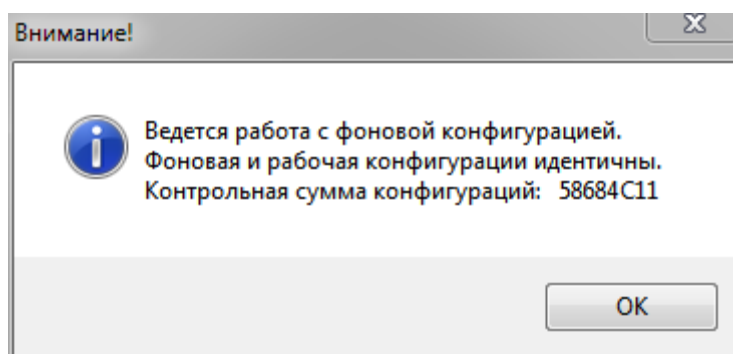 Внимание!
Ведется работа с фоновой конфигурацией.
Фоновая и рабочая конфигурации идентичны.
Контрольная сумма конфигураций: 58684C11
OK